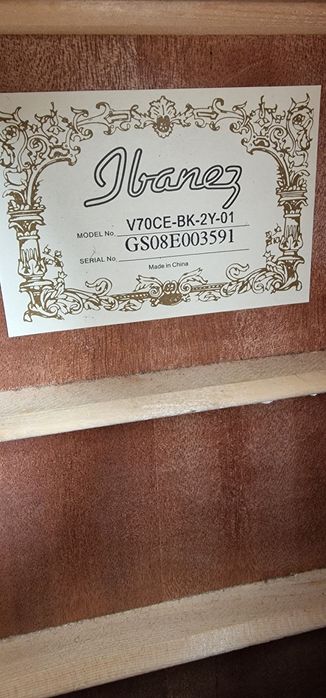 Ibanez
MODEL No. V70CE-BK-2Y-01
SERIAL No. GS08E003591
Made in China